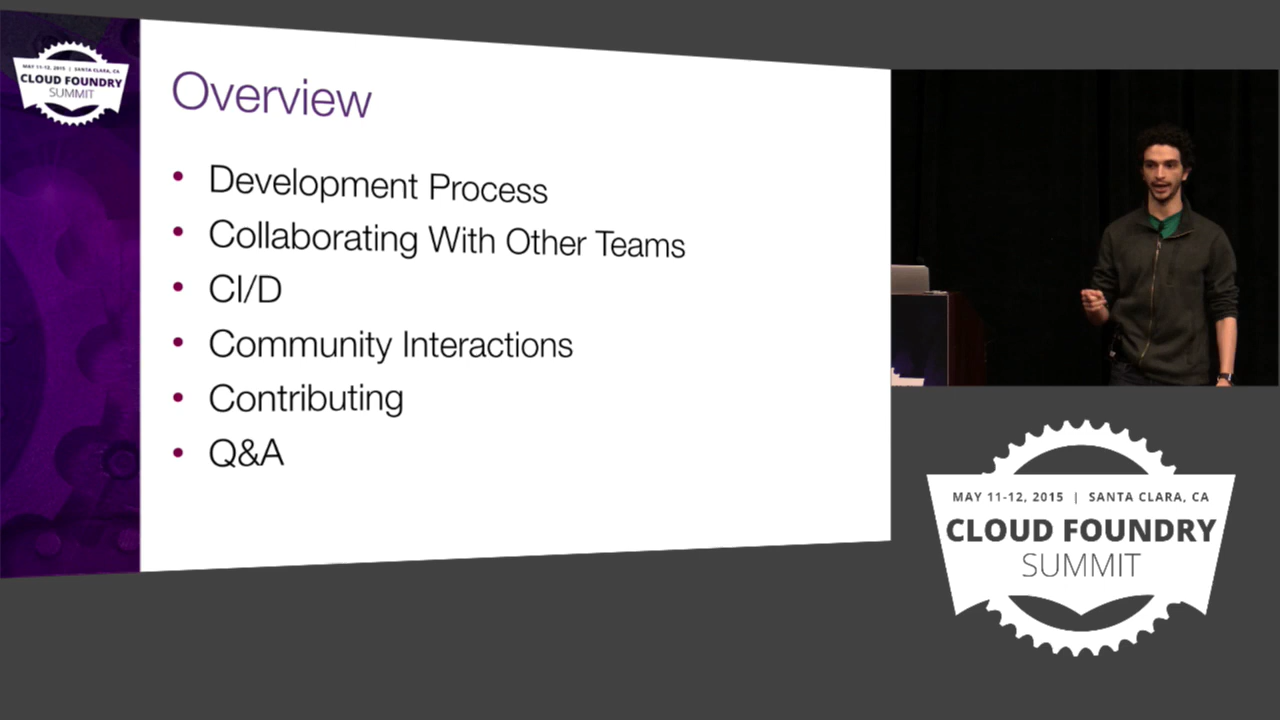 MAY 11-12, 2015 | SANTA CLARA, CA
CLOUD FOUNDRY
SUMMIT
Overview
• Development Process
• Collaborating With Other Teams
• CI/D
• Community Interactions
• Contributing
• Q&A
MAY 11-12, 2015 | SANTA CLARA, CA
CLOUD FOUNDRY
SUMMIT